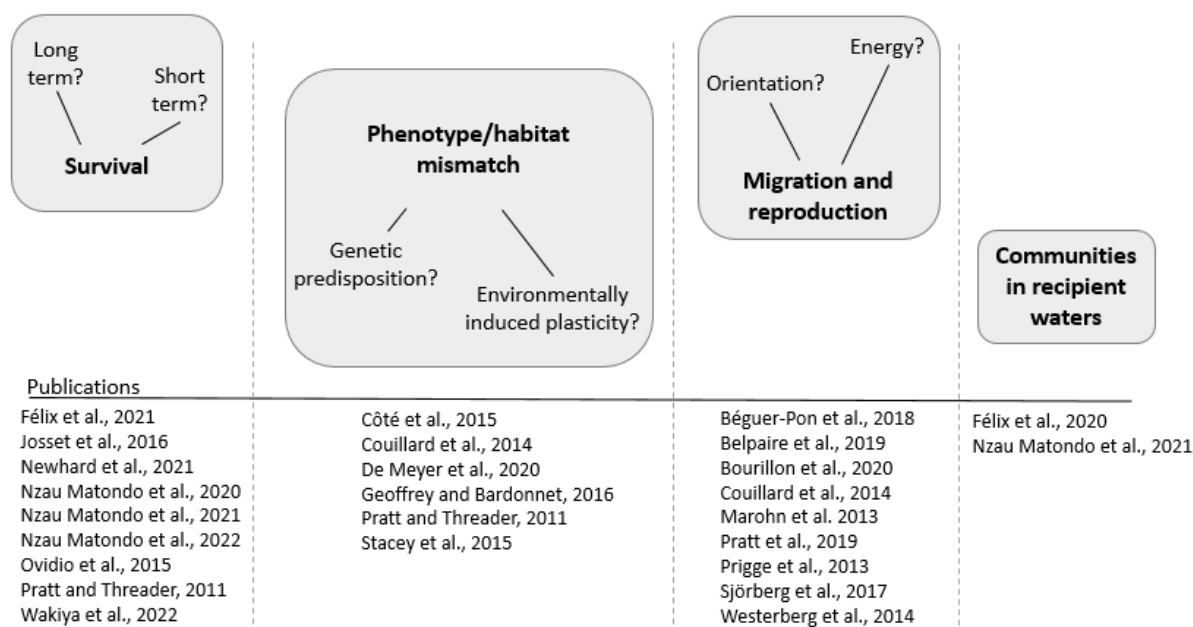 Long
term?
Short
term?
Survival
Phenotype/habitat
mismatch
Genetic
predisposition?
Environmentally
induced plasticity?
Energy?
Orientation?
Migration and
reproduction
Communities
in recipient
waters
Publications
Félix et al., 2021
Josset et al., 2016
Newhard et al., 2021
Nzau Matondo et al., 2020
Nzau Matondo et al., 2021
Nzau Matondo et al., 2022
Ovidio et al., 2015
Pratt and Threader, 2011
Wakiya et al., 2022
Côté et al., 2015
Couillard et al., 2014
De Meyer et al., 2020
Geoffrey and Bardonnet, 2016
Pratt and Threader, 2011
Stacey et al., 2015
Béguer-Pon et al., 2018
Belpaire et al., 2019
Bourillon et al., 2020
Couillard et al., 2014
Marohn et al. 2013
Pratt et al., 2019
Prigge et al., 2013
Sjörberg et al., 2017
Westerberg et al., 2014
Félix et al., 2020
Nzau Matondo et al., 2021